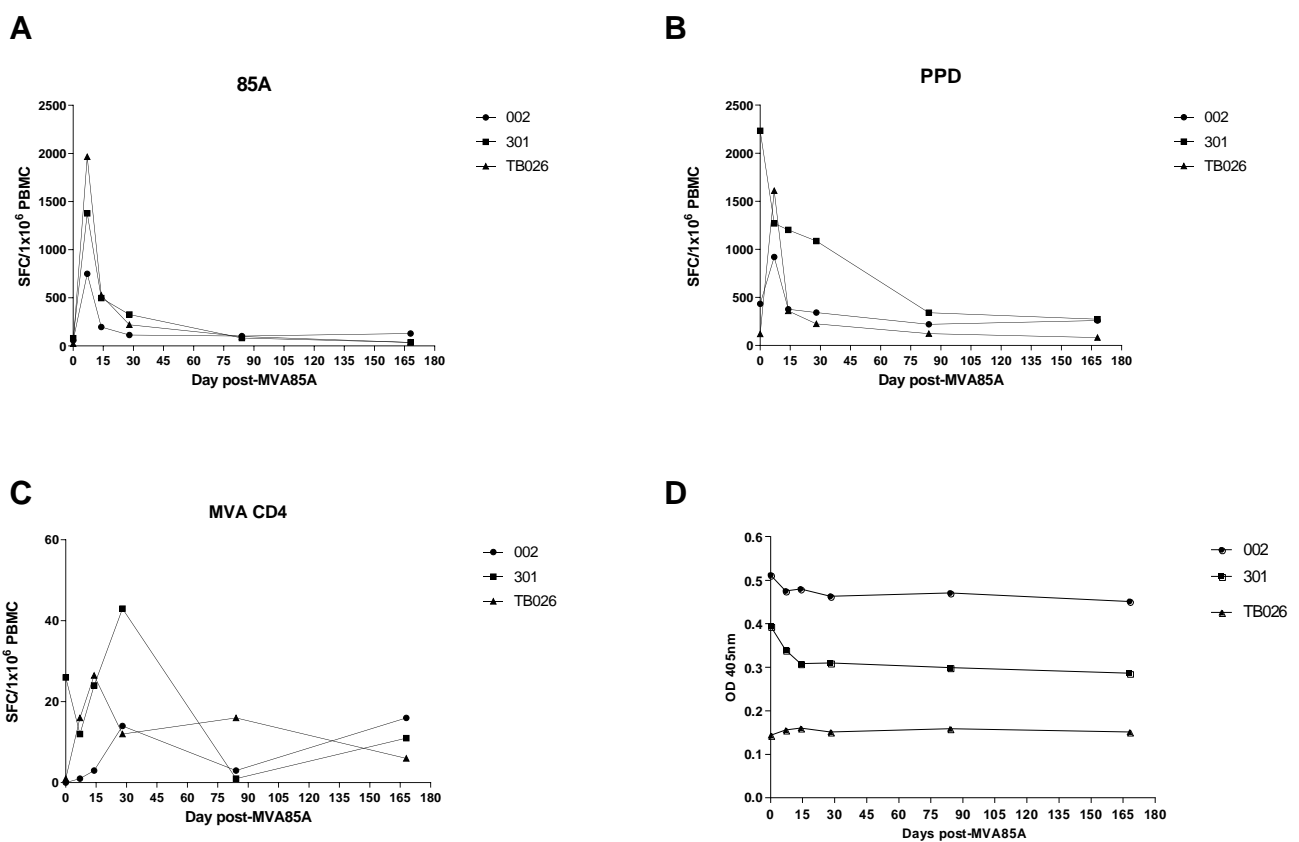 A
85A
2500
2000
1500
1000
500
0
SFC/1x10⁶ PBMC
0 15 30 45 60 75 90 105 120 135 150 165 180
Day post-MVA85A
002
301
TB026
B
PPD
2500
2000
1500
1000
500
0
SFC/1x10⁶ PBMC
0 15 30 45 60 75 90 105 120 135 150 165 180
Day post-MVA85A
002
301
TB026
C
MVA CD4
60
40
20
0
SFC/1x10⁶ PBMC
0 15 30 45 60 75 90 105 120 135 150 165 180
Day post-MVA85A
002
301
TB026
D
0.6
0.5
0.4
0.3
0.2
0.1
0.0
OD 405nm
0 15 30 45 60 75 90 105 120 135 150 165 180
Days post-MVA85A
002
301
TB026